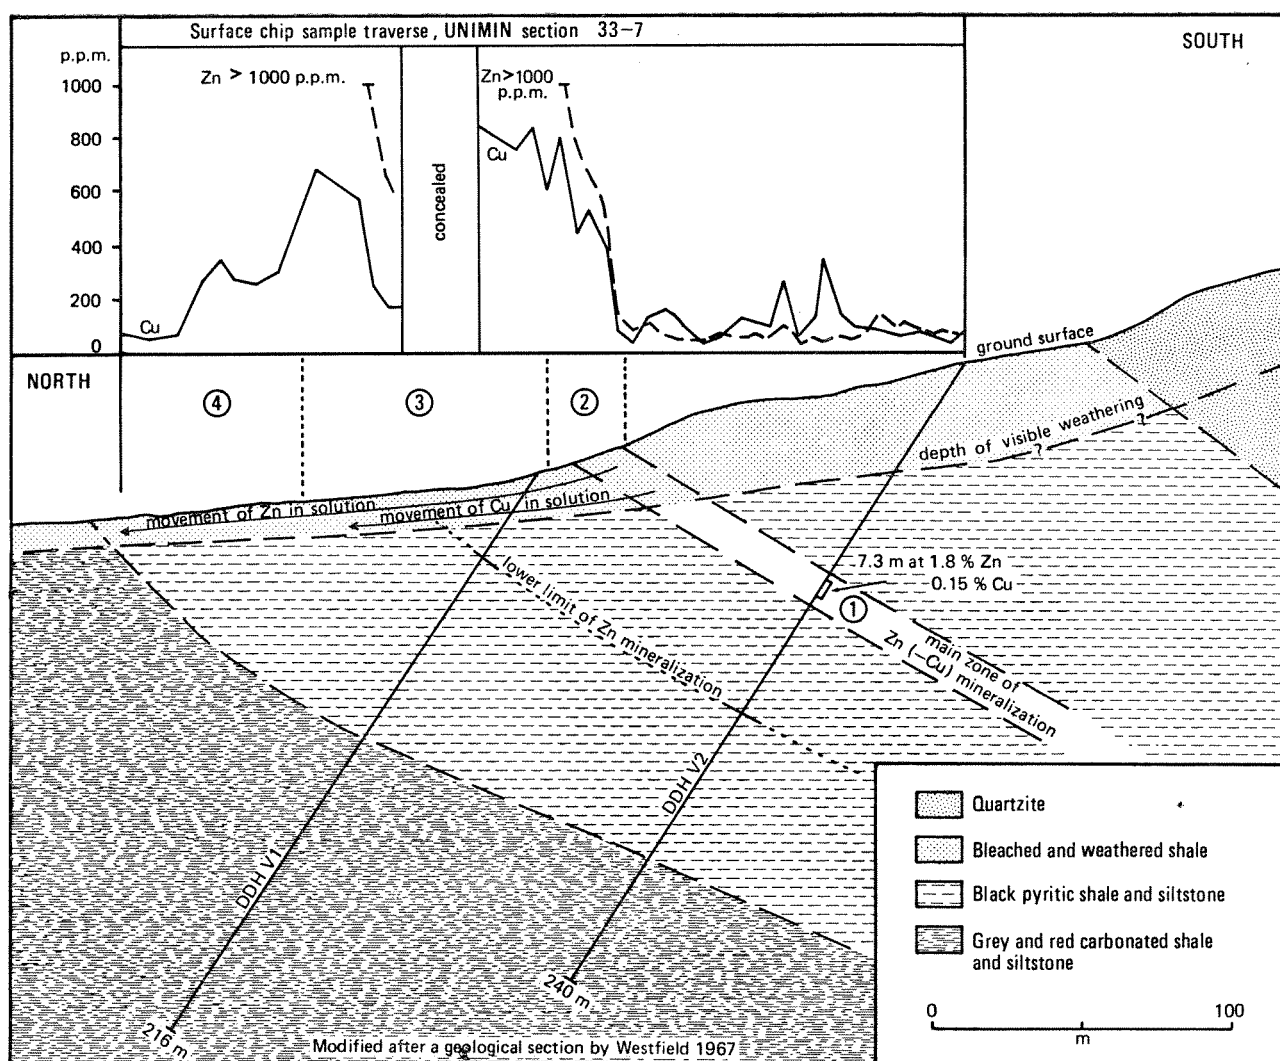 Surface chip sample traverse, UNIMIN section 33-7
SOUTH
p.p.m.
1000
800
600
400
200
0
Zn > 1000 p.p.m.
Zn>1000
p.p.m.
Cu
Cu
concealed
NORTH
④
③
②
ground surface
depth of visible weathering
?
?
movement of Zn in solution
movement of Cu in solution
7.3 m at 1.8 % Zn
0.15 % Cu
①
lower limit of Zn mineralization
main zone of
Zn (-Cu) mineralization
DDH V1
DDH V2
216 m
240 m
Quartzite
Bleached and weathered shale
Black pyritic shale and siltstone
Grey and red carbonated shale
and siltstone
0
100
m
Modified after a geological section by Westfield 1967